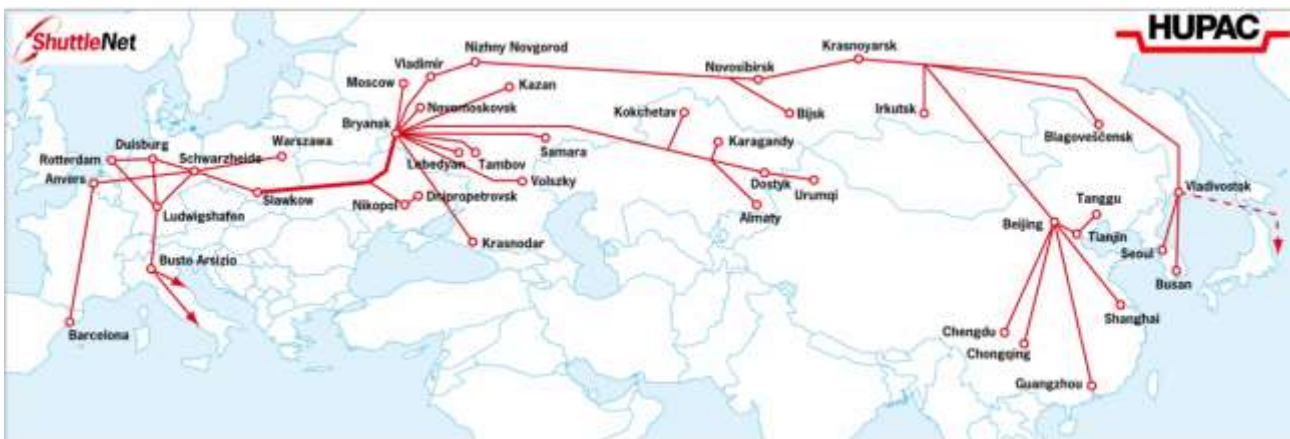 ShuttleNet
HUPAC
Krasnoyarsk
Nizhny Novgorod
Vladimir
Novosibirsk
Moscow
Kazan
Novomoskovsk
Kokchetav
Bijsk
Irkutsk
Bryansk
Blagoveščensk
Duisburg
Warszawa
Karagandy
Rotterdam
Schwarzheide
Samara
Lebedyan
Tambov
Anvers
Volszky
Dostyk
Urumqi
Slawkow
Dnipropetrovsk
Vladivostok
Nikopol
Tanggu
Ludwigshafen
Almaty
Beijing
Tianjin
Krasnodar
Seoul
Busto Arsizio
Busan
Shanghai
Barcelona
Chengdu
Chongqing
Guangzhou